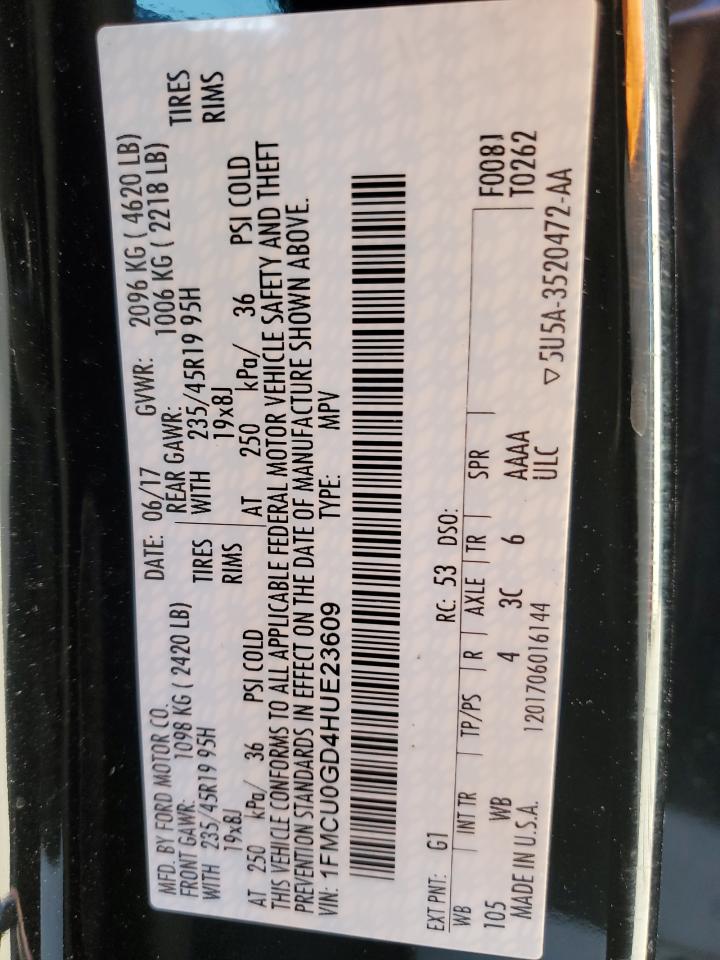 MFD. BY FORD MOTOR CO.
DATE: 06/17 GVWR: 2096 KG ( 4620 LB)
FRONT GAWR: 1098 KG ( 2420 LB)
REAR GAWR: 1006 KG ( 2218 LB)
WITH 235/45R19 95H TIRES
WITH 235/45R19 95H TIRES
19x8J RIMS
19x8J RIMS
AT 250 kPa/ 36 PSI COLD
AT 250 kPa/ 36 PSI COLD
THIS VEHICLE CONFORMS TO ALL APPLICABLE FEDERAL MOTOR VEHICLE SAFETY AND THEFT
PREVENTION STANDARDS IN EFFECT ON THE DATE OF MANUFACTURE SHOWN ABOVE.
VIN: 1FMCU0GD4HUE23609 TYPE: MPV
EXT PNT: G1 RC: 53 DSO:
WB INT TR TP/PS R AXLE TR SPR F0081
105 WB 4 3C 6 AAAA T0262
ULC
MADE IN U.S.A. 1201706016144 ▽ 5U5A-3520472-AA